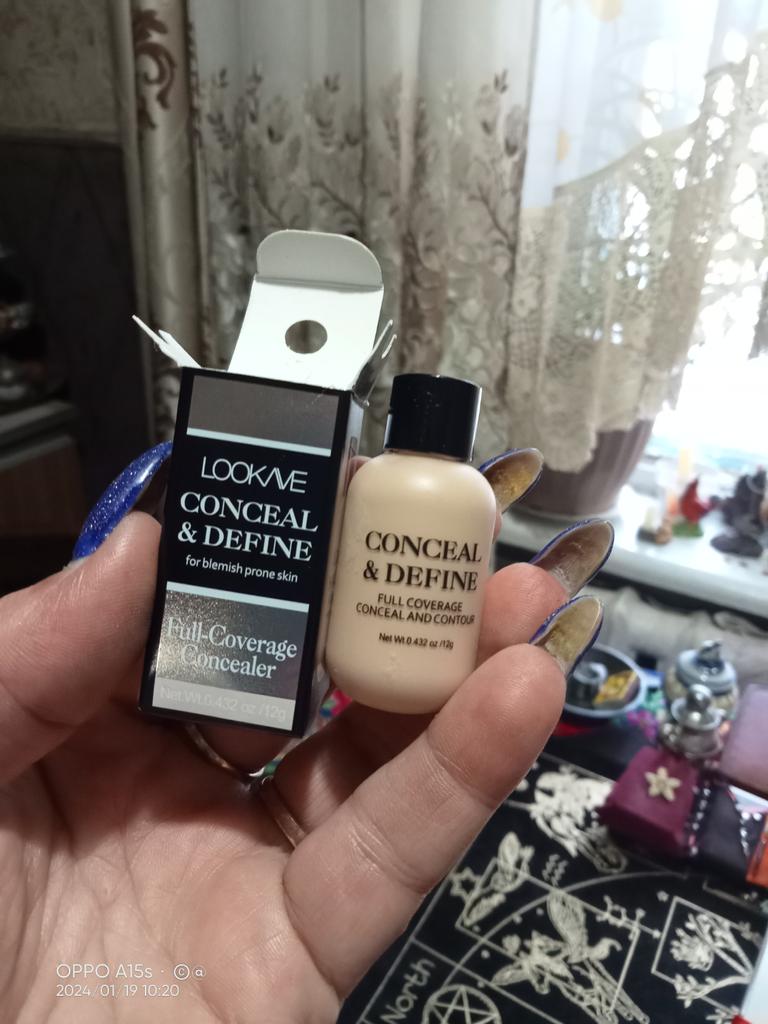 LOOKAVE
CONCEAL
& DEFINE
for blemish prone skin
Full-Coverage
Concealer
Net Wt.0.432 oz /12g
CONCEAL
& DEFINE
FULL COVERAGE
CONCEAL AND CONTOUR
Net Wt.0.432 oz /12g
North
OPPO A15s · ©@
2024/01/19 10:20